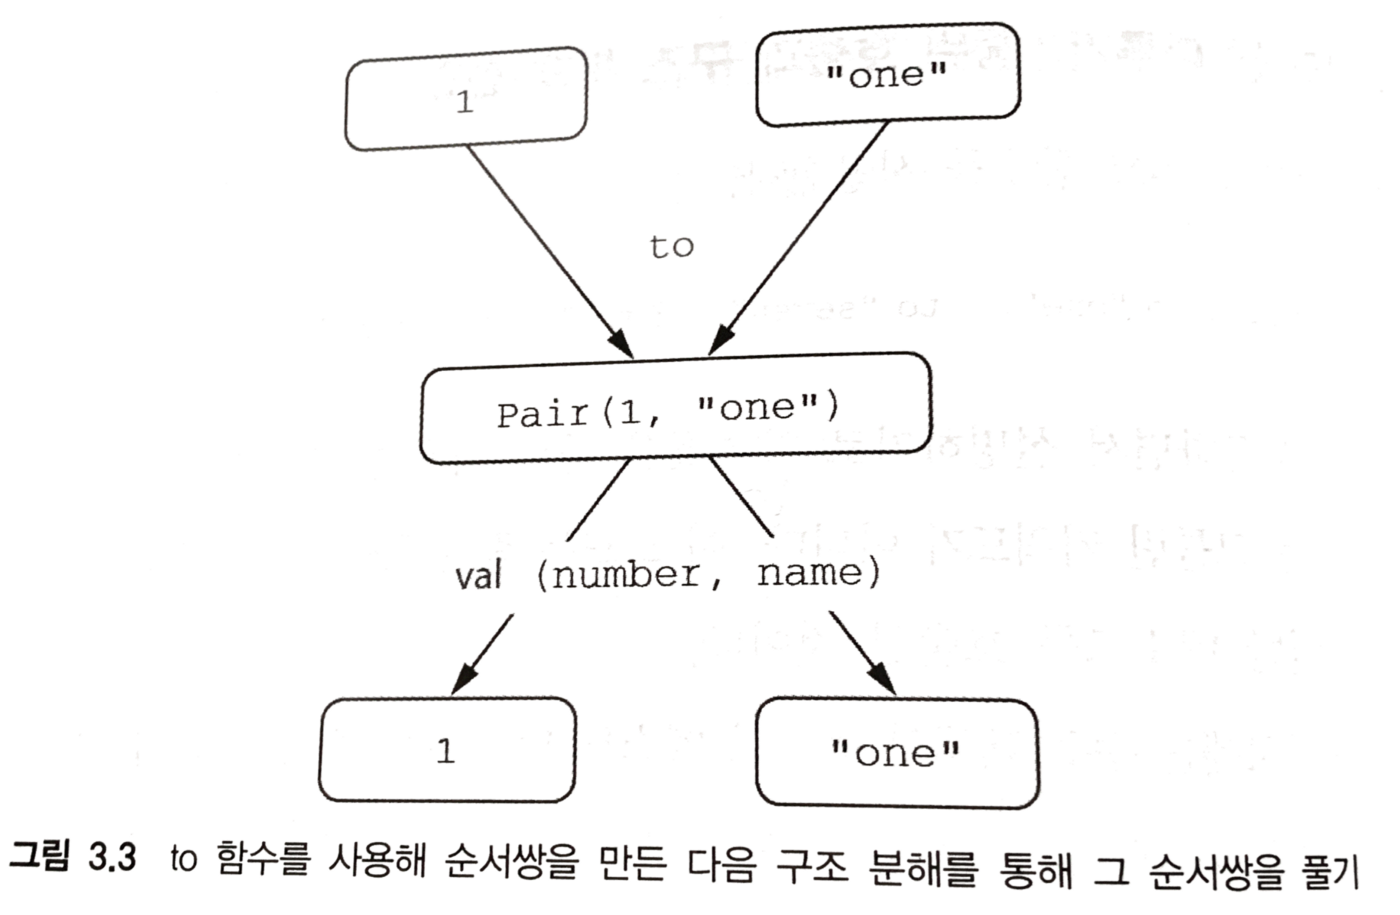 1
"one"
to
Pair(1, "one")
val (number, name)
1
"one"
그림 3.3 to 함수를 사용해 순서쌍을 만든 다음 구조 분해를 통해 그 순서쌍을 풀기